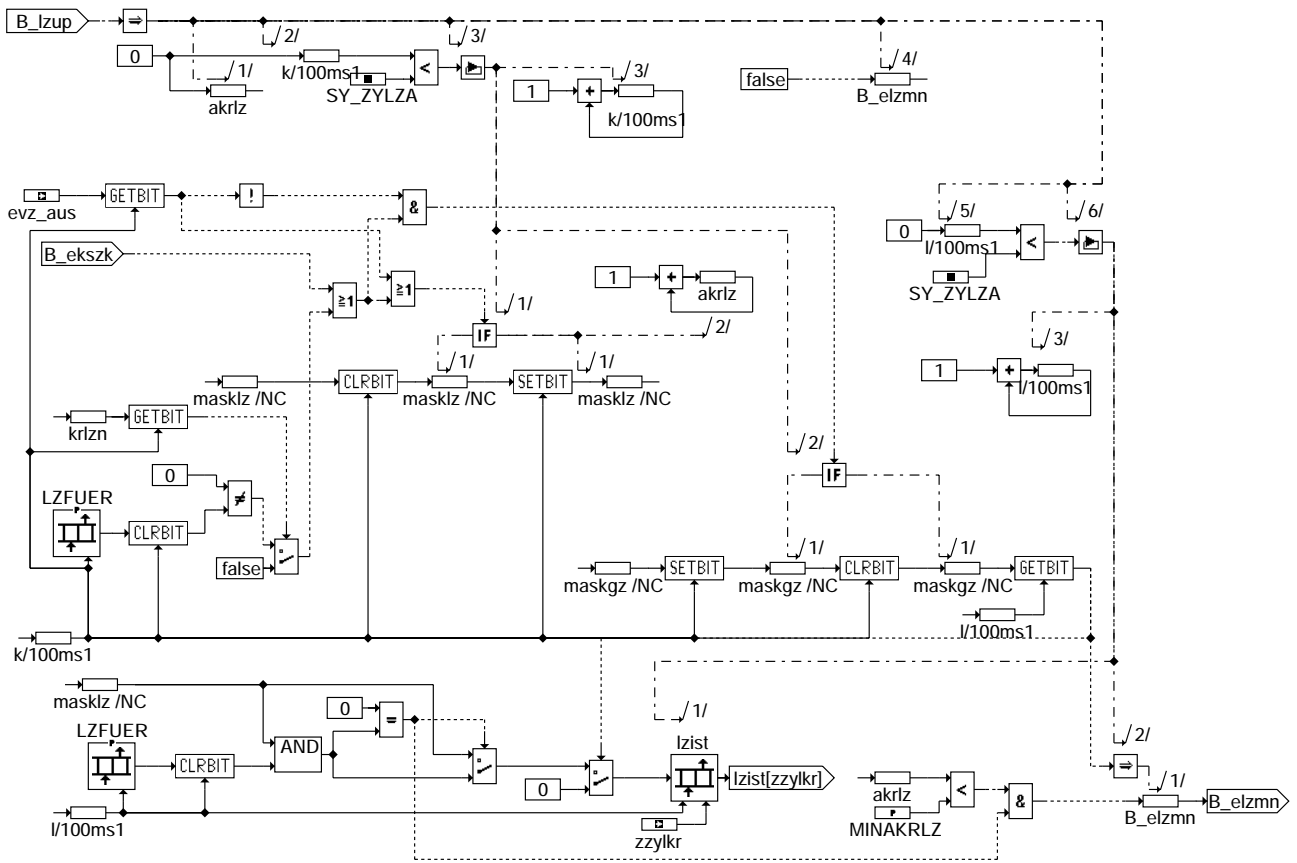 B_lzup
⇒
/2/
/3/
/4/
0
/1/
k/100ms1
<
/3/
akrlz
SY_ZYLZA
1
+
k/100ms1
false
B_elzmn
evz_aus
GETBIT
!
&
/5/
/6/
0
l/100ms1
<
SY_ZYLZA
B_ekszk
≧1
≧1
1
+
akrlz
/1/
/2/
IF
/3/
/1/
/1/
1
+
l/100ms1
masklz /NC
CLRBIT
masklz /NC
SETBIT
masklz /NC
krlzn
GETBIT
/2/
IF
0
≠
LZFUER
P
CLRBIT
false
/1/
/1/
maskgz /NC
SETBIT
maskgz /NC
CLRBIT
maskgz /NC
GETBIT
l/100ms1
k/100ms1
masklz /NC
/1/
/2/
0
=
LZFUER
P
AND
CLRBIT
lzist
⇒
/1/
0
lzist[zzylkr]
akrlz
<
&
B_elzmn
B_elzmn
l/100ms1
zzylkr
P
MINAKRLZ